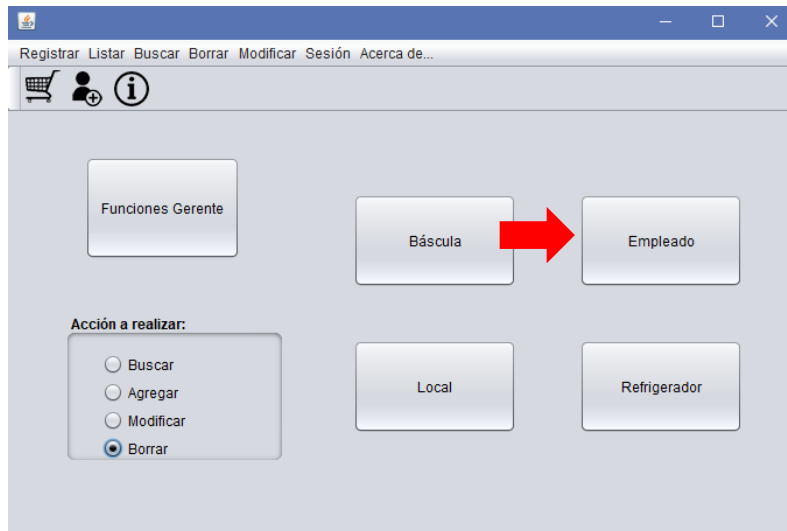 Registrar Listar Buscar Borrar Modificar Sesión Acerca de...
Funciones Gerente
Báscula
Empleado
Acción a realizar:
Buscar
Agregar
Modificar
Borrar
Local
Refrigerador